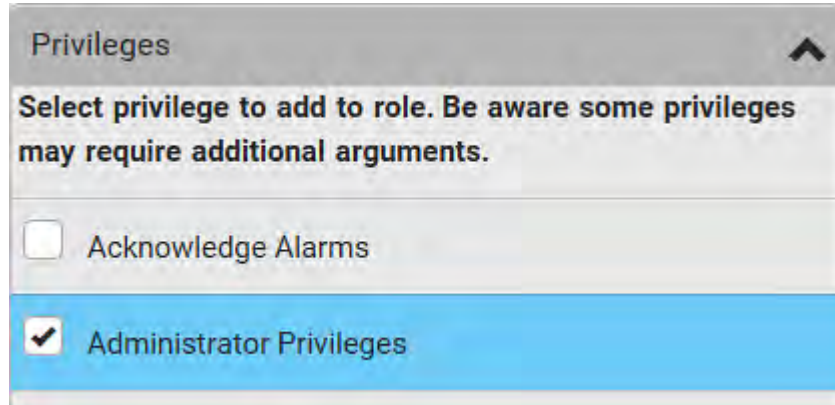 Privileges
Select privilege to add to role. Be aware some privileges
may require additional arguments.
Acknowledge Alarms
Administrator Privileges